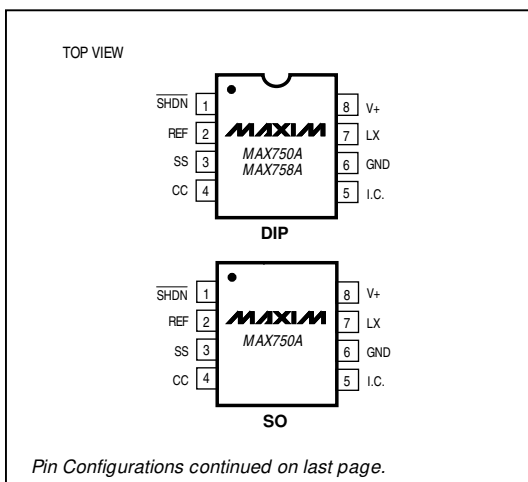 TOP VIEW
SHDN 1
REF 2
SS 3
CC 4
MAXIM
MAX750A
MAX758A
8 V+
7 LX
6 GND
5 I.C.
DIP
SHDN 1
REF 2
SS 3
CC 4
MAXIM
MAX750A
8 V+
7 LX
6 GND
5 I.C.
SO
Pin Configurations continued on last page.